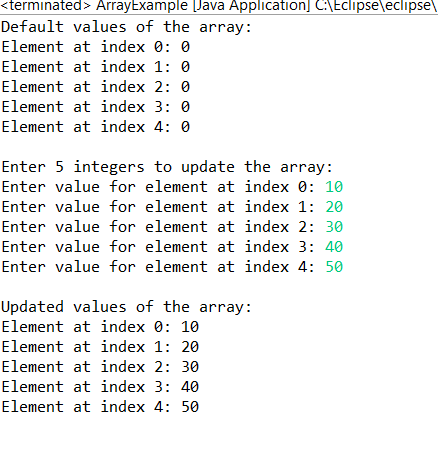 <terminated> ArrayExample [Java Application] C:\Eclipse\eclipse\
Default values of the array:
Element at index 0: 0
Element at index 1: 0
Element at index 2: 0
Element at index 3: 0
Element at index 4: 0
Enter 5 integers to update the array:
Enter value for element at index 0: 10
Enter value for element at index 1: 20
Enter value for element at index 2: 30
Enter value for element at index 3: 40
Enter value for element at index 4: 50
Updated values of the array:
Element at index 0: 10
Element at index 1: 20
Element at index 2: 30
Element at index 3: 40
Element at index 4: 50